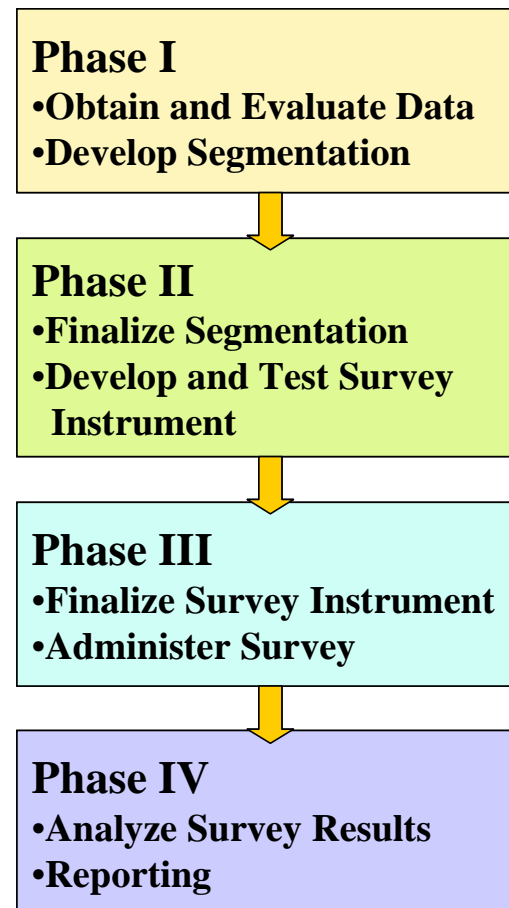 Phase I
•Obtain and Evaluate Data
•Develop Segmentation
Phase II
•Finalize Segmentation
•Develop and Test Survey
Instrument
Phase III
•Finalize Survey Instrument
•Administer Survey
Phase IV
•Analyze Survey Results
•Reporting